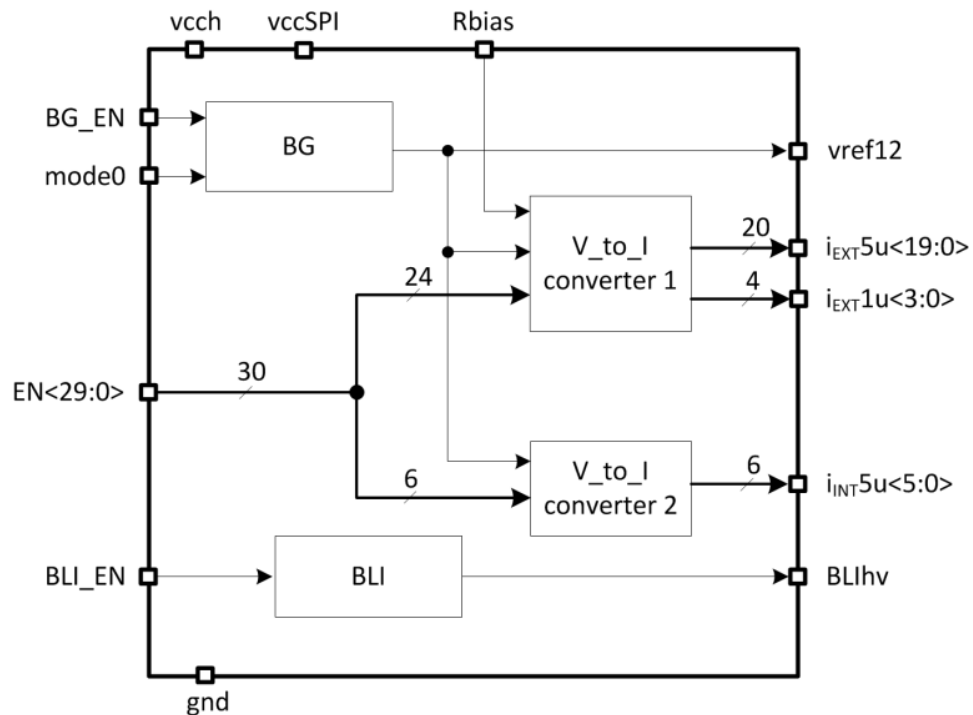 vcch
vccSPI
Rbias
BG_EN
BG
mode0
vref12
V_to_I
converter 1
20
iEXT5u<19:0>
24
4
iEXT1u<3:0>
EN<29:0>
30
6
V_to_I
converter 2
6
iINT5u<5:0>
BLI_EN
BLI
BLIhv
gnd